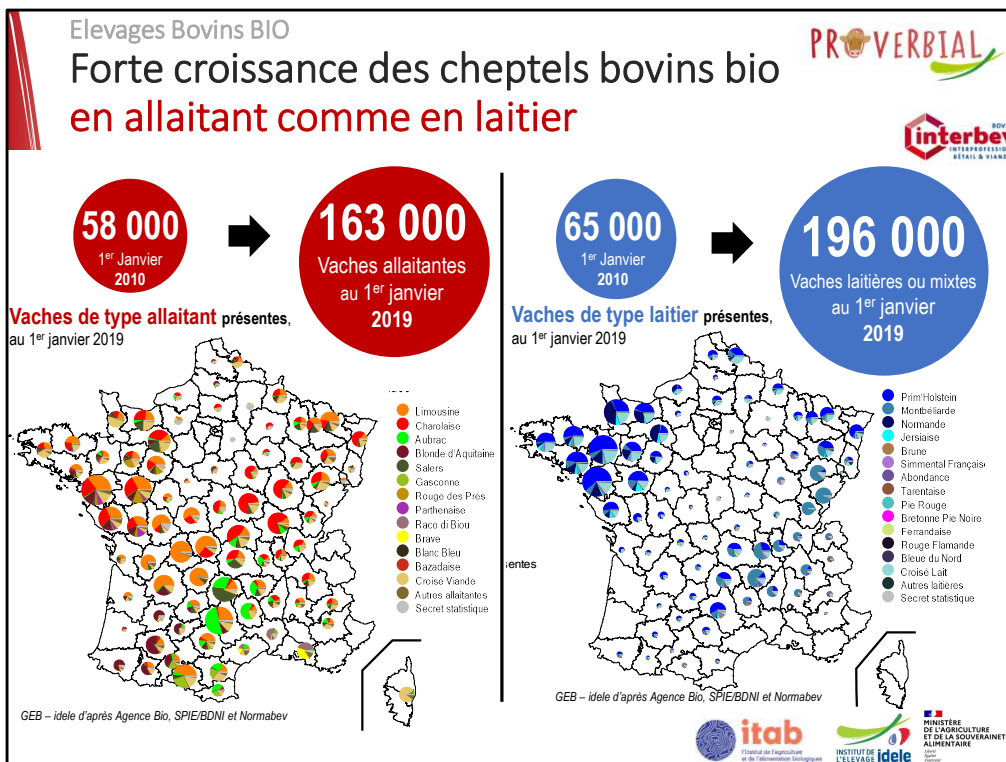 Elevages Bovins BIO
Forte croissance des cheptels bovins bio
en allaitant comme en laitier
PROVERBIAL
interbev
BOV
INTERPROFESSION
BÉTAIL & VIAND
58 000
1er Janvier
2010
163 000
Vaches allaitantes
au 1er janvier
2019
Vaches de type allaitant présentes,
au 1er janvier 2019
Limousine
Charolaise
Aubrac
Blonde d'Aquitaine
Salers
Gasconne
Rouge des Prés
Parthenaise
Raco di Biou
Brave
Blanc Bleu
Bazadaise
Croisé Viande
Autres allaitantes
Secret statistique
GEB – idele d'après Agence Bio, SPIE/BDNI et Normabev
65 000
1er Janvier
2010
196 000
Vaches laitières ou mixtes
au 1er janvier
2019
Vaches de type laitier présentes,
au 1er janvier 2019
Prim'Holstein
Montbéliarde
Normande
Jersiaise
Brune
Simmental Français
Abondance
Tarentaise
Pie Rouge
Bretonne Pie Noire
Ferrandaise
Rouge Flamande
Bleue du Nord
Croisé Lait
Autres laitières
Secret statistique
sentes
GEB – idele d'après Agence Bio, SPIE/BDNI et Normabev
itab
l'Institut de l'agriculture
et de l'alimentation biologiques
INSTITUT DE
L'ELEVAGE idele
MINISTÈRE
DE L'AGRICULTURE
ET DE LA SOUVERAINET
ALIMENTAIRE
Liberté
Égalité
Fraternité